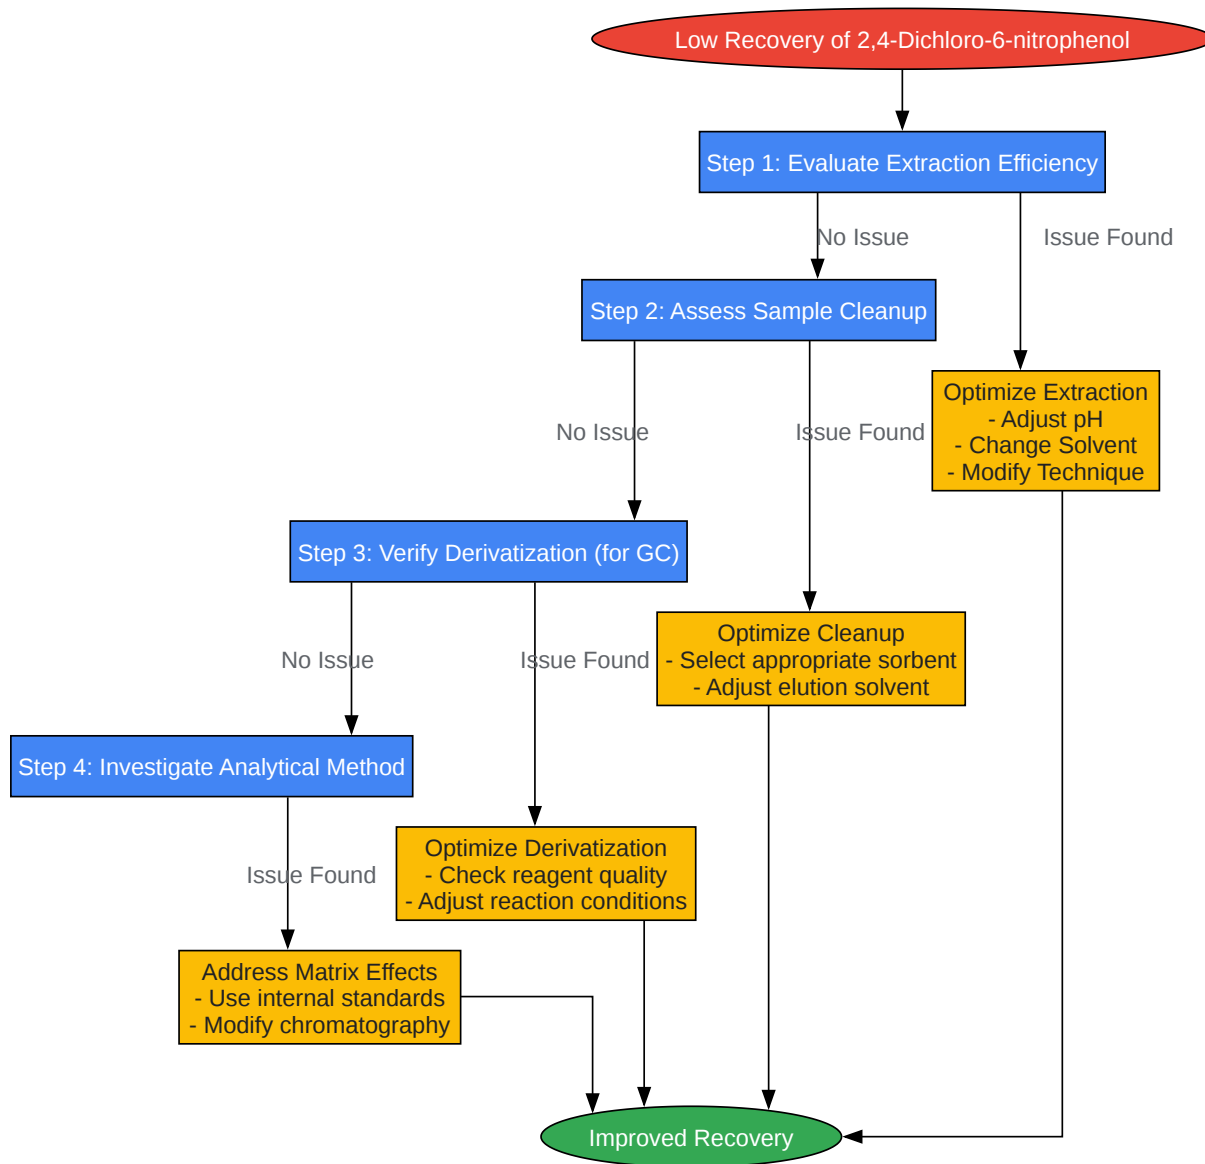 Low Recovery of 2,4-Dichloro-6-nitrophenol
Step 1: Evaluate Extraction Efficiency
No Issue
Issue Found
Step 2: Assess Sample Cleanup
Optimize Extraction
- Adjust pH
- Change Solvent
- Modify Technique
No Issue
Issue Found
Step 3: Verify Derivatization (for GC)
Optimize Cleanup
- Select appropriate sorbent
- Adjust elution solvent
No Issue
Issue Found
Step 4: Investigate Analytical Method
Optimize Derivatization
- Check reagent quality
- Adjust reaction conditions
Issue Found
Address Matrix Effects
- Use internal standards
- Modify chromatography
Improved Recovery